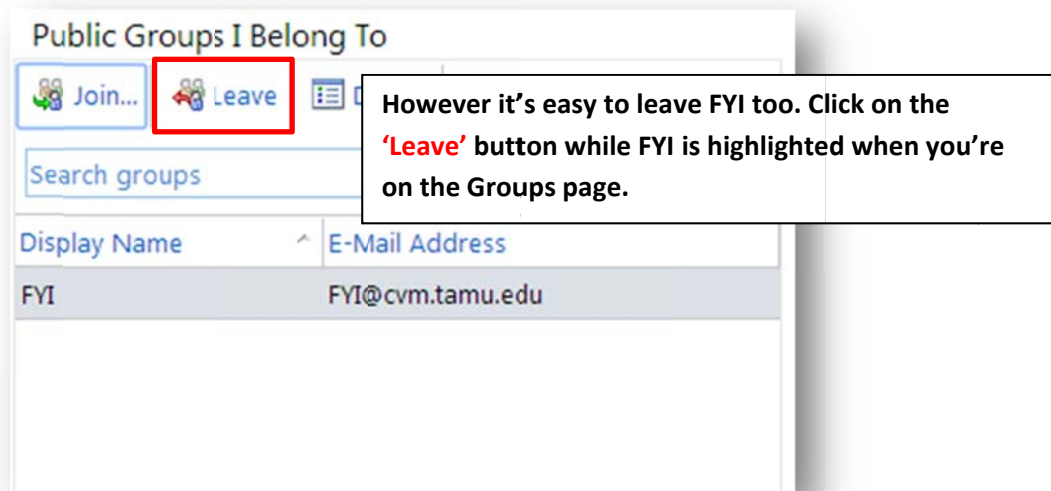 Public Groups I Belong To
Join... Leave
However it’s easy to leave FYI too. Click on the
‘Leave’ button while FYI is highlighted when you’re
on the Groups page.
Search groups
Display Name E-Mail Address
FYI FYI@cvm.tamu.edu